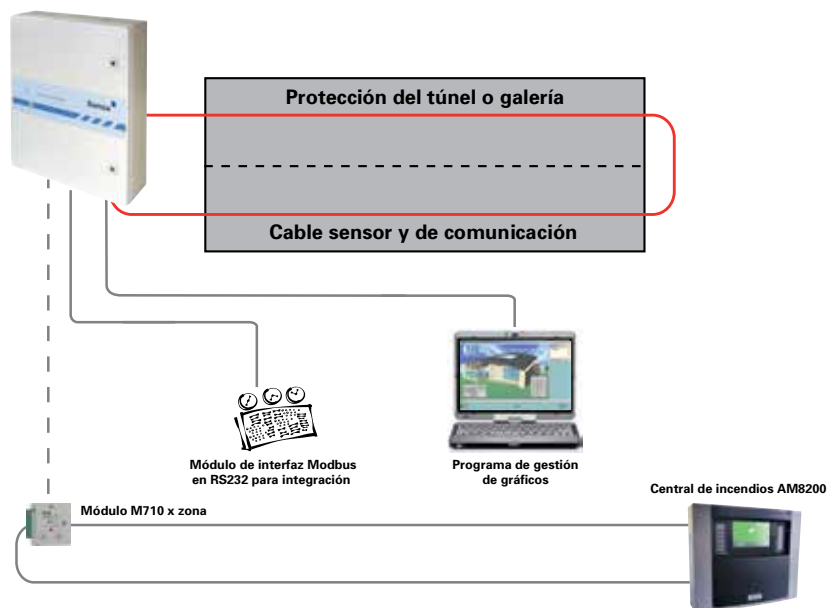 Protección del túnel o galería
Cable sensor y de comunicación
Módulo de interfaz Modbus
en RS232 para integración
Programa de gestión
de gráficos
Central de incendios AM8200
Módulo M710 x zona